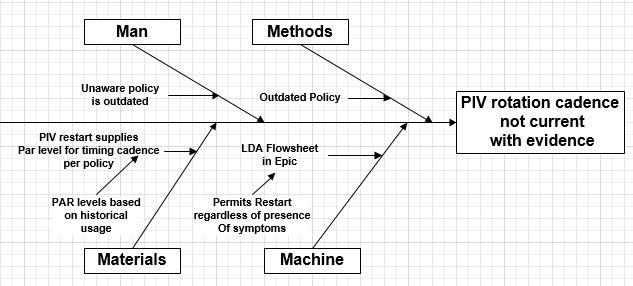 Man
Methods
Unaware policy
is outdated
Outdated Policy
PIV rotation cadence
not current
with evidence
PIV restart supplies
Par level for timing cadence
per policy
LDA Flowsheet
in Epic
PAR levels based
on historical
usage
Permits Restart
regardless of presence
Of symptoms
Materials
Machine